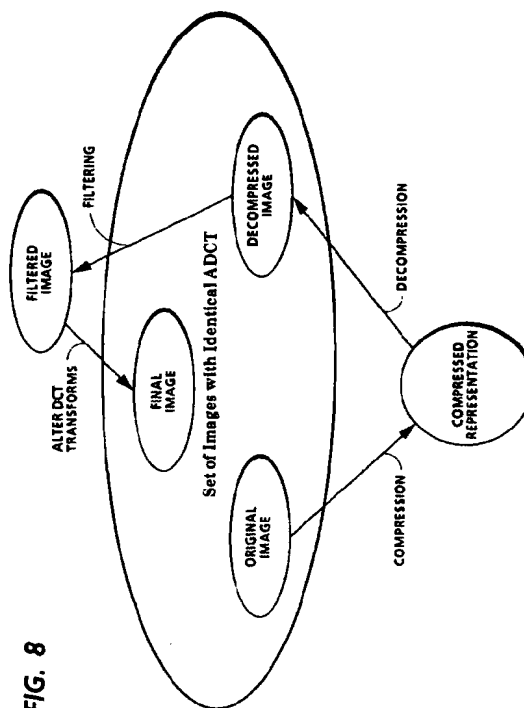 FIG. 8
FILTERED
IMAGE
FILTERING
ALTER DCT
TRANSFORMS
FINAL
IMAGE
DECOMPRESSED
IMAGE
Set of Images with Identical ADCT
ORIGINAL
IMAGE
COMPRESSION
DECOMPRESSION
COMPRESSED
REPRESENTATION